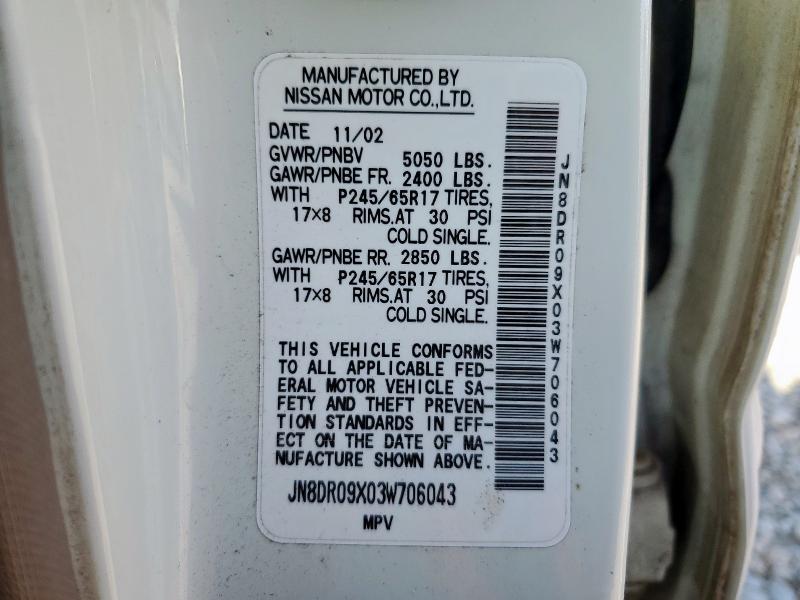 MANUFACTURED BY
NISSAN MOTOR CO.,LTD.
DATE 11/02
GVWR/PNBV 5050 LBS.
GAWR/PNBE FR. 2400 LBS.
WITH P245/65R17 TIRES,
17×8 RIMS.AT 30 PSI
COLD SINGLE.
GAWR/PNBE RR. 2850 LBS.
WITH P245/65R17 TIRES,
17×8 RIMS.AT 30 PSI
COLD SINGLE.
THIS VEHICLE CONFORMS
TO ALL APPLICABLE FED-
ERAL MOTOR VEHICLE SA-
FETY AND THEFT PREVEN-
TION STANDARDS IN EFF-
ECT ON THE DATE OF MA-
NUFACTURE SHOWN ABOVE.
JN8DR09X03W706043
MPV
JN8DR09X03W706043